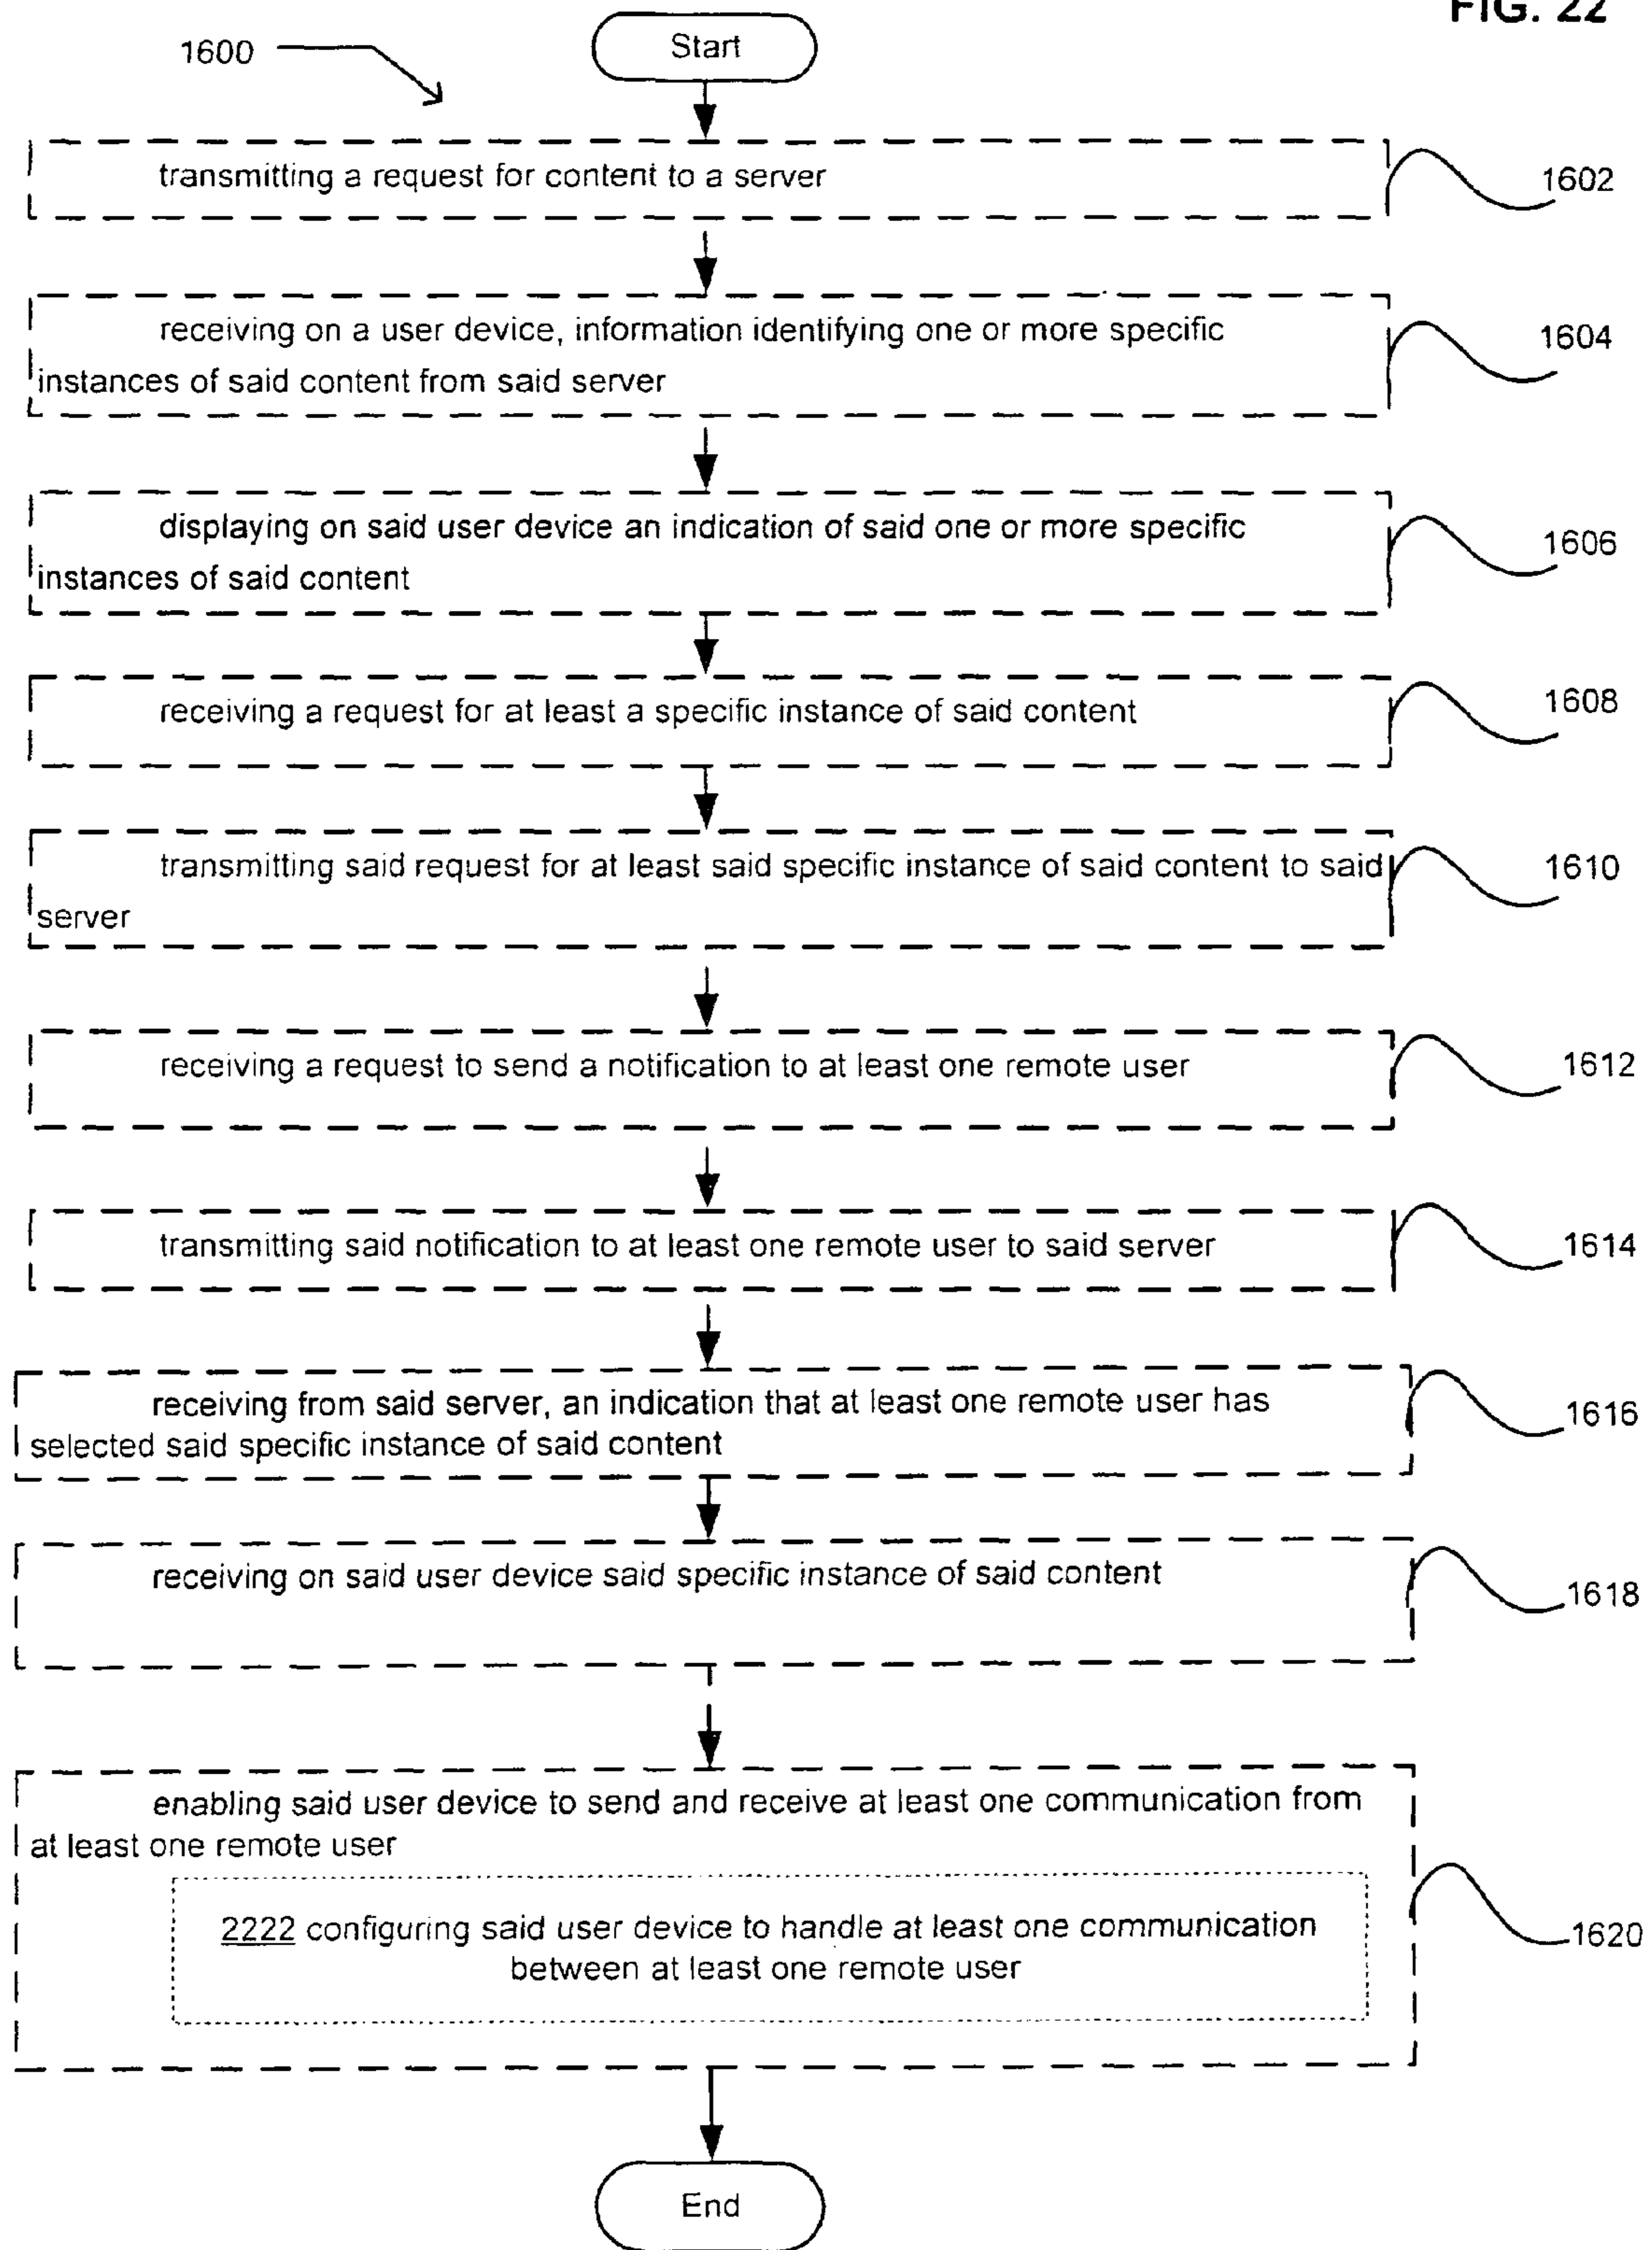 FIG. 22
1600
Start
transmitting a request for content to a server
1602
receiving on a user device, information identifying one or more specific
instances of said content from said server
1604
displaying on said user device an indication of said one or more specific
instances of said content
1606
receiving a request for at least a specific instance of said content
1608
transmitting said request for at least said specific instance of said content to said
server
1610
receiving a request to send a notification to at least one remote user
1612
transmitting said notification to at least one remote user to said server
1614
receiving from said server, an indication that at least one remote user has
selected said specific instance of said content
1616
receiving on said user device said specific instance of said content
1618
enabling said user device to send and receive at least one communication from
at least one remote user
2222 configuring said user device to handle at least one communication
between at least one remote user
1620
End